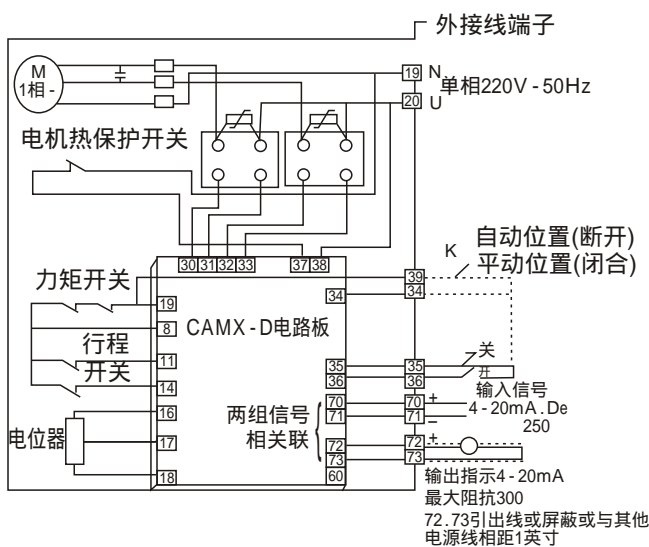 外接线端子
M
1相-
19 N
单相220V-50Hz
20 U
电机热保护开关
30 31 32 33 37 38
K
自动位置(断开)
平动位置(闭合)
39
34
34
力矩开关
19
8
CAMX-D电路板
行程
开关
11
14
35
36
35
36
关
开
输入信号
4-20mA.De
250
16
17
18
电位器
两组信号
相关联
70
71
70
71
+
−
72
73
60
72
73
+
输出指示4-20mA
最大阻抗300
72.73引出线或屏蔽或与其他
电源线相距1英寸